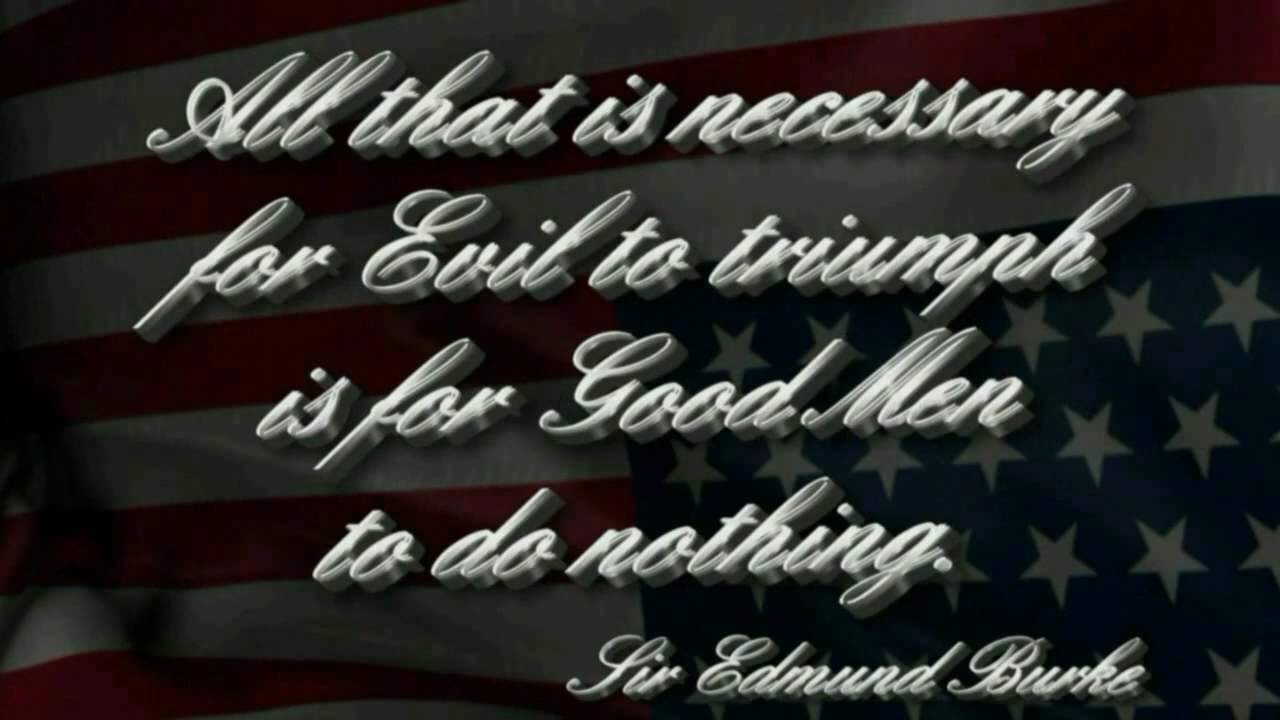 All that is necessary
for Evil to triumph
is for Good Men
to do nothing.
Sir Edmund Burke